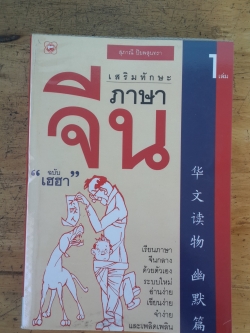 สุภาณี ปิยพสุนทรา
1 เล่ม
เสริมทักษะ
ภาษา
จีน
ฉบับ
"เฮฮา"
华文读物 幽默篇
เรียนภาษา
จีนกลาง
ด้วยตัวเอง
ระบบใหม่
อ่านง่าย
เขียนง่าย
จำง่าย
และเพลิดเพลิน